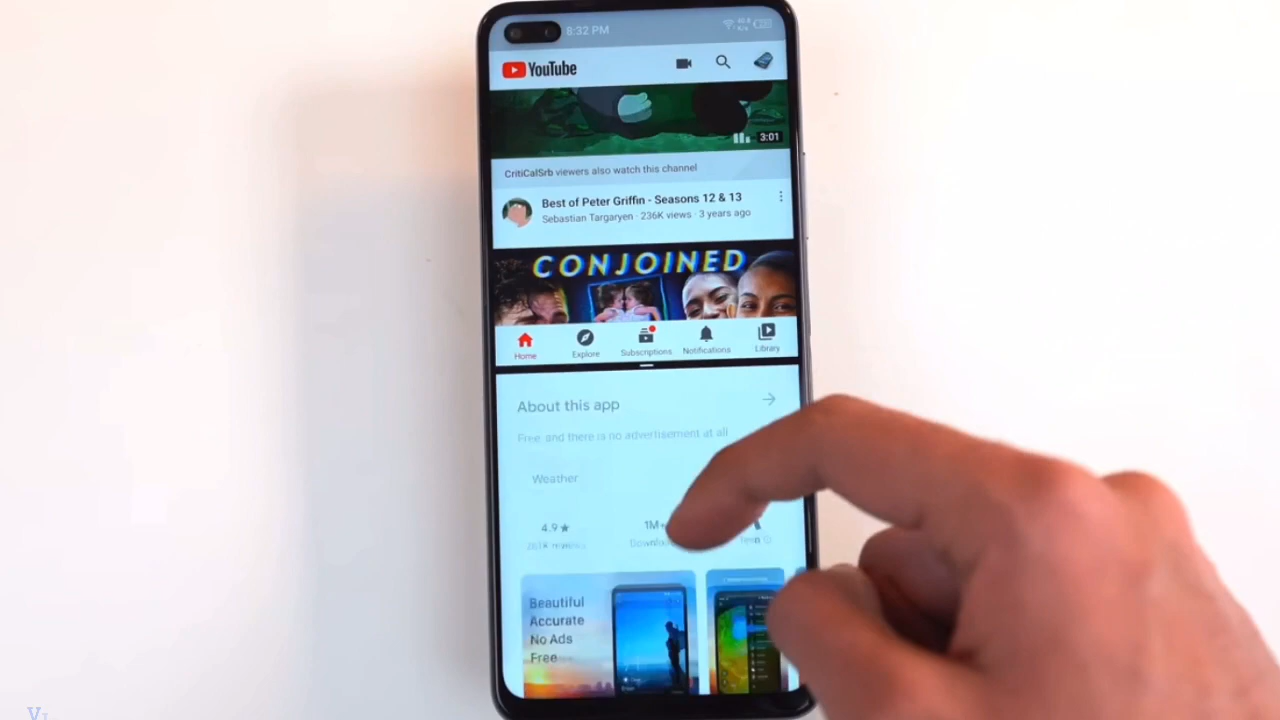 8:32 PM
YouTube
3:01
CritiCalSrb viewers also watch this channel
Best of Peter Griffin - Seasons 12 & 13
Sebastian Targaryen · 236K views · 3 years ago
CONJOINED
Home
Explore
Subscriptions
Notifications
Library
About this app
Free, and there is no advertisement at all
Weather
4.9★
1M+
Beautiful
Accurate
No Ads
Free